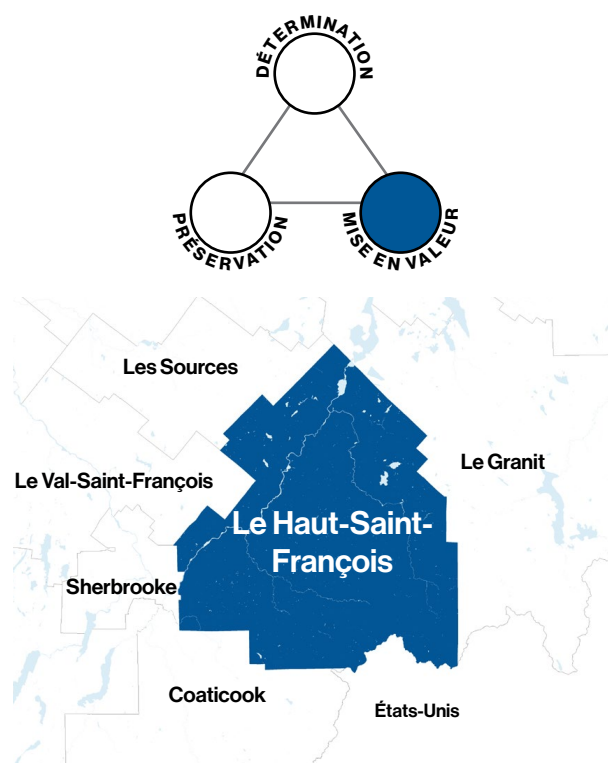 DÉTERMINATION
PRÉSERVATION
MISE EN VALEUR
Les Sources
Le Granit
Le Val-Saint-François
Le Haut-Saint-
François
Sherbrooke
Coaticook
États-Unis